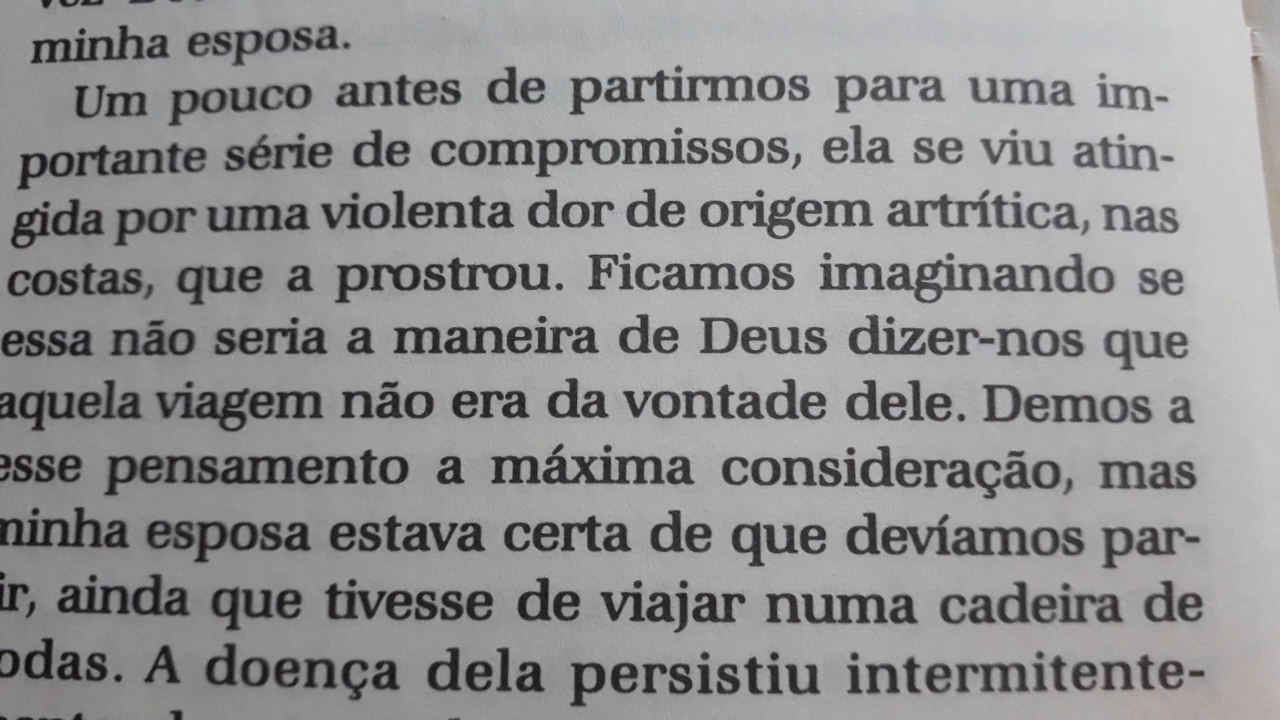 minha esposa.
Um pouco antes de partirmos para uma im-
portante série de compromissos, ela se viu atin-
gida por uma violenta dor de origem artrítica, nas
costas, que a prostrou. Ficamos imaginando se
essa não seria a maneira de Deus dizer-nos que
aquela viagem não era da vontade dele. Demos a
esse pensamento a máxima consideração, mas
minha esposa estava certa de que devíamos par-
ir, ainda que tivesse de viajar numa cadeira de
odas. A doença dela persistiu intermitente-